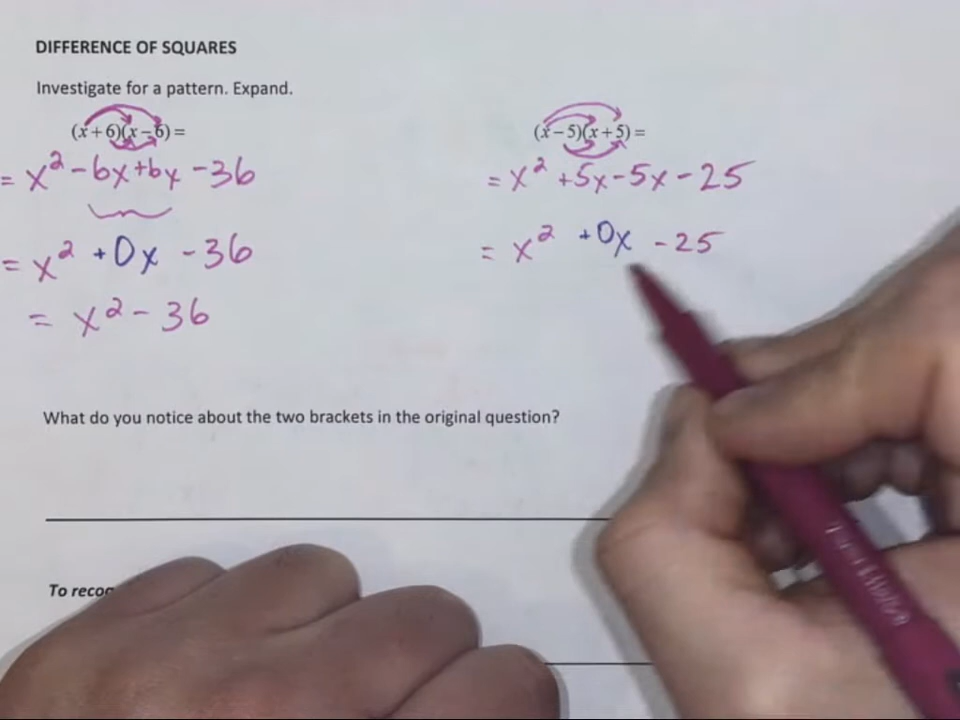 DIFFERENCE OF SQUARES
Investigate for a pattern. Expand.
(x+6)(x−6)=
= x² -6x+6x -36
= x² +0x -36
= x² - 36
(x−5)(x+5)=
= x² +5x-5x-25
= x² +0x -25
What do you notice about the two brackets in the original question?
To